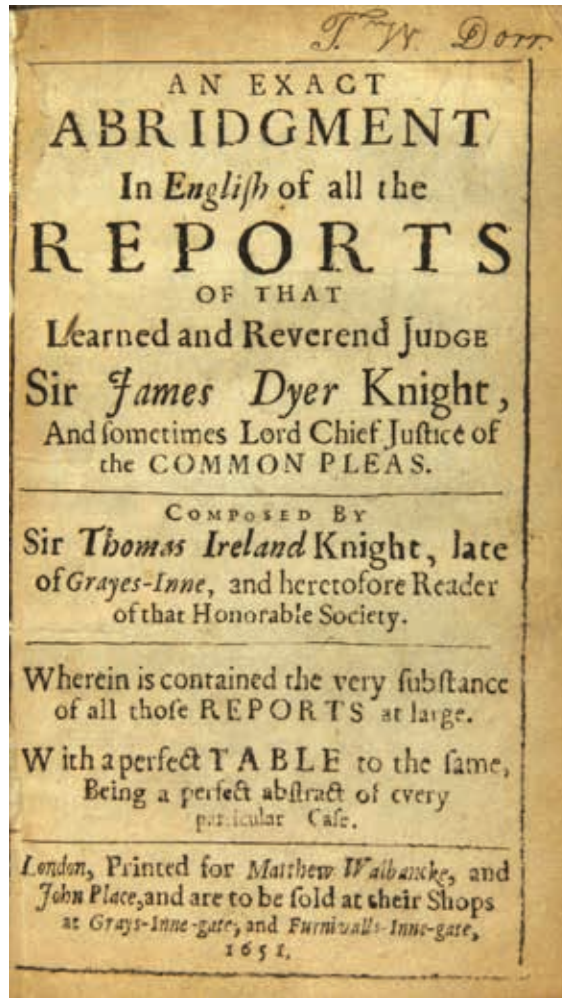 T. W. Dorr.
AN EXACT
ABRIDGMENT
In Engliſh of all the
REPORTS
OF THAT
Learned and Reverend JUDGE
Sir James Dyer Knight,
And ſometimes Lord Chief Juſtice of
the COMMON PLEAS.
COMPOSED BY
Sir Thomas Ireland Knight, late
of Grayes-Inne, and heretofore Reader
of that Honorable Society.
Wherein is contained the very ſubſtance
of all thoſe REPORTS at large.
With a perfect TABLE to the ſame,
Being a perfect abſtract of every
particular Caſe.
London, Printed for Matthew Walbancke, and
John Place, and are to be ſold at their Shops
at Grays-Inne-gate, and Furnivalls-Inne-gate,
1651.